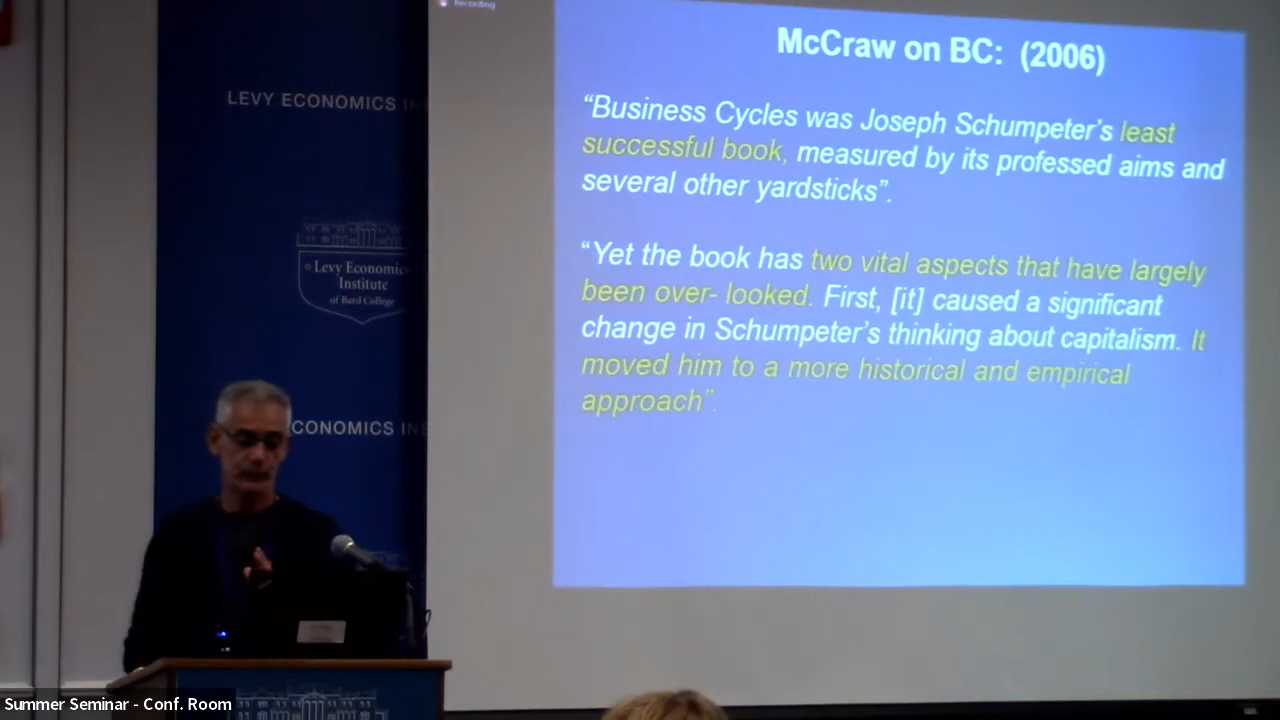 Recording
McCraw on BC: (2006)
LEVY ECONOMICS IN
“Business Cycles was Joseph Schumpeter’s least
successful book, measured by its professed aims and
several other yardsticks”.
“Yet the book has two vital aspects that have largely
been over- looked. First, [it] caused a significant
change in Schumpeter’s thinking about capitalism. It
moved him to a more historical and empirical
approach”.
Levy Economics
Institute
of Bard College
CONOMICS INS
Summer Seminar - Conf. Room